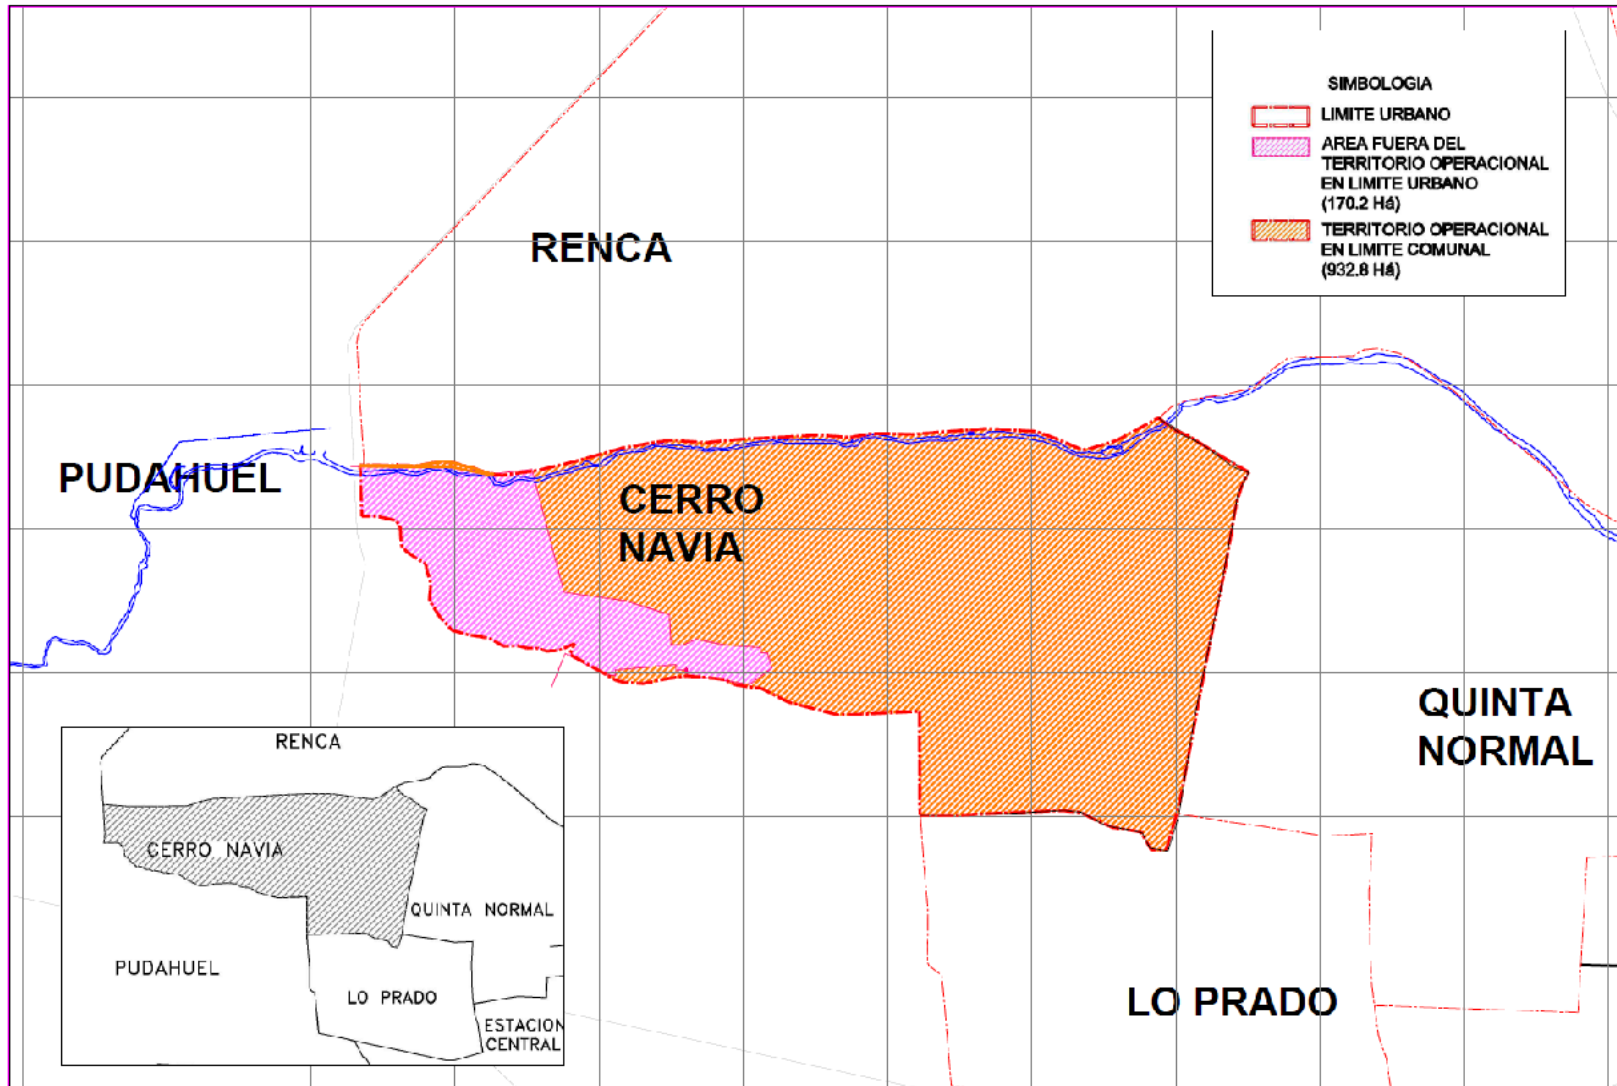 SIMBOLOGIA
LIMITE URBANO
AREA FUERA DEL
TERRITORIO OPERACIONAL
EN LIMITE URBANO
(170.2 Há)
TERRITORIO OPERACIONAL
EN LIMITE COMUNAL
(932.8 Há)
RENCA
PUDAHUEL
CERRO
NAVIA
QUINTA
NORMAL
LO PRADO
RENCA
CERRO NAVIA
QUINTA NORMAL
PUDAHUEL
LO PRADO
ESTACION
CENTRAL